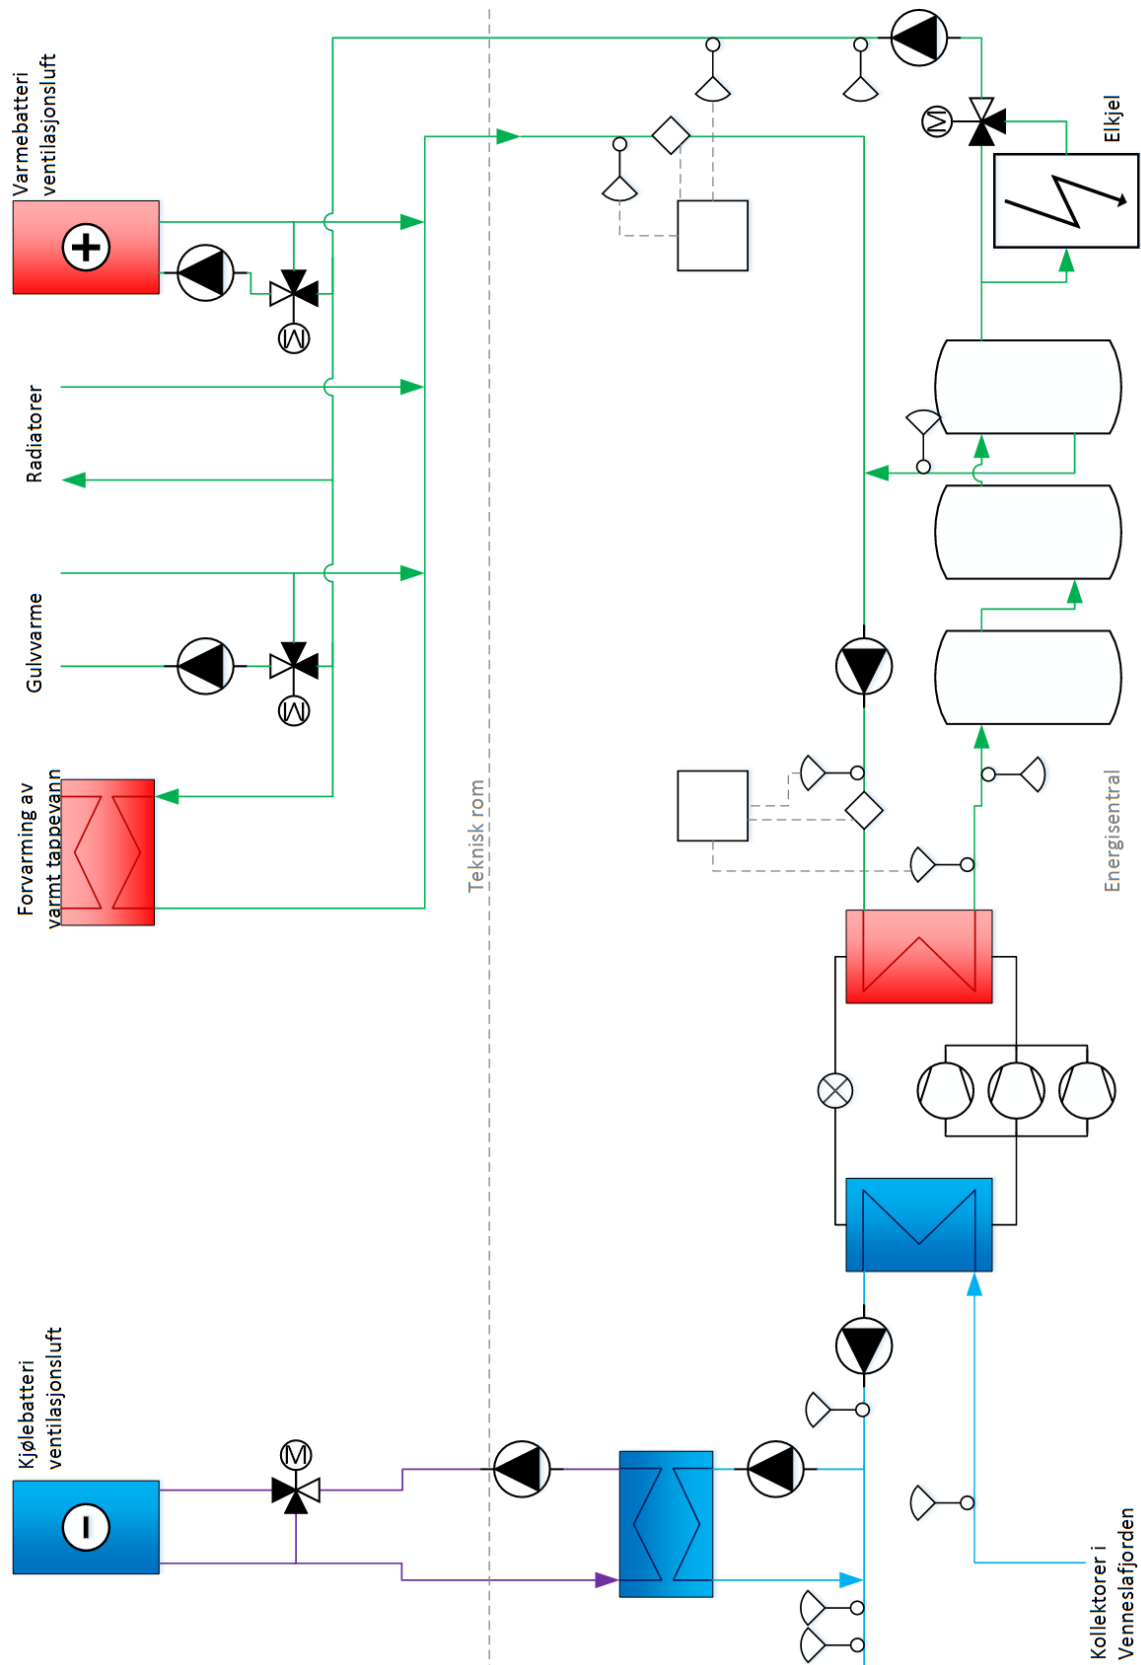 Kjølebatteri
ventilasjonsluft
Forvarming av
varmt tappevann
Gulvvarme
Radiatorer
Varmebatteri
ventilasjonsluft
M
M
M
Teknisk rom
Kollektorer i
Venneslafjorden
Energisentral
M
Elkjel